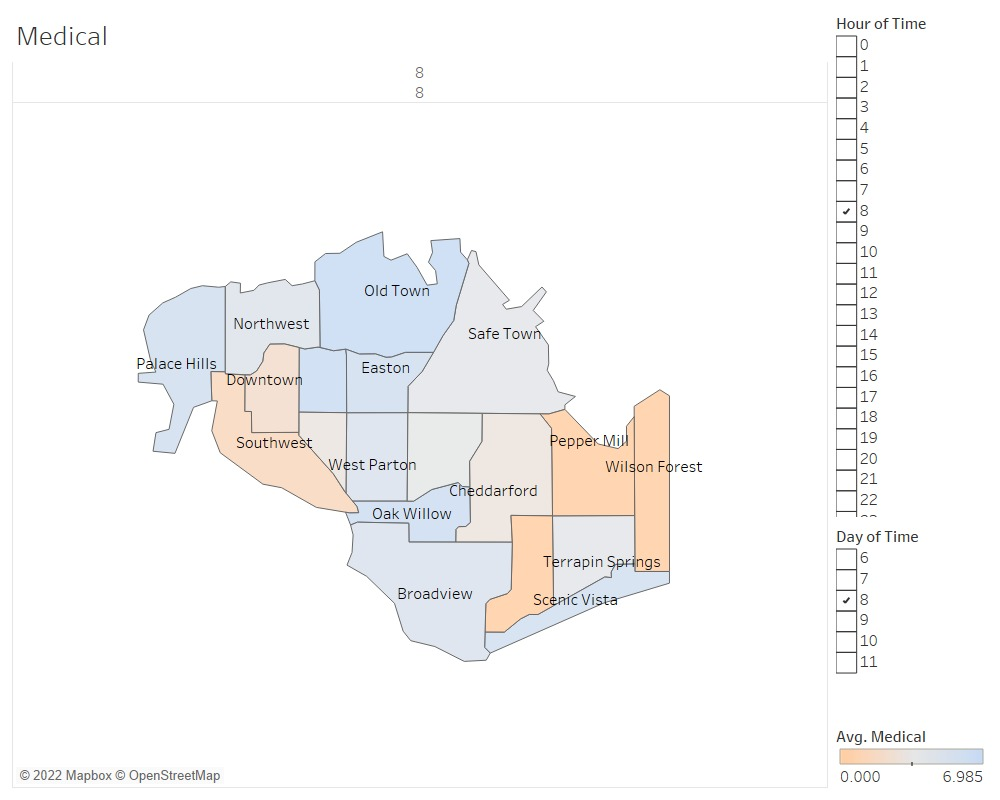 Medical
8
8
Old Town
Northwest
Safe Town
Palace Hills
Easton
Downtown
Southwest
Pepper Mill
West Parton
Wilson Forest
Cheddarford
Oak Willow
Terrapin Springs
Broadview
Scenic Vista
© 2022 Mapbox © OpenStreetMap
Hour of Time
0
1
2
3
4
5
6
7
8
9
10
11
12
13
14
15
16
17
18
19
20
21
22
Day of Time
6
7
8
9
10
11
Avg. Medical
0.000 6.985